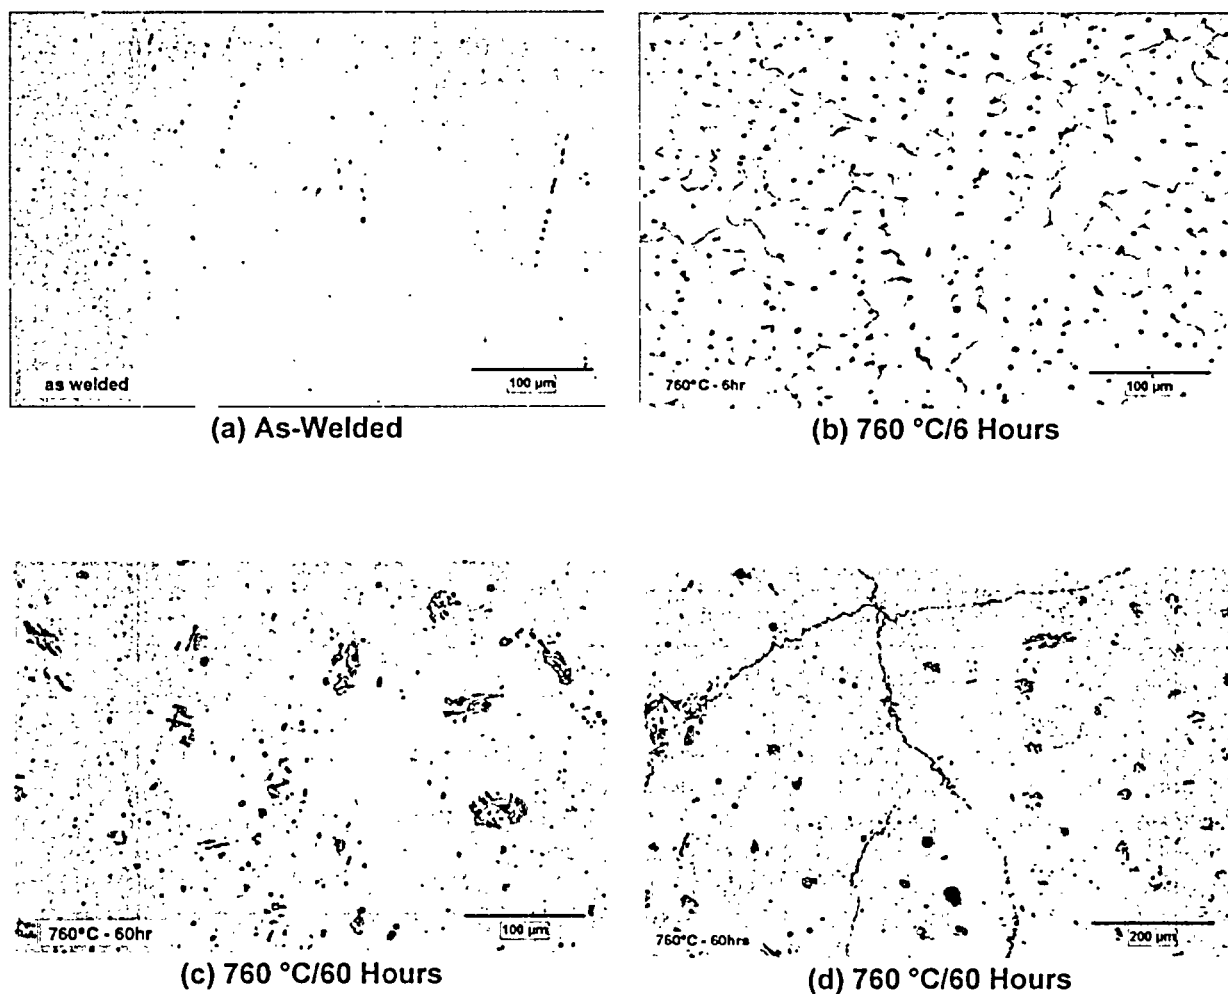 as welded
100 µm
(a) As-Welded
760°C - 6hr
100 µm
(b) 760 °C/6 Hours
760°C - 60hr
100 µm
(c) 760 °C/60 Hours
760°C - 60hrs
200 µm
(d) 760 °C/60 Hours